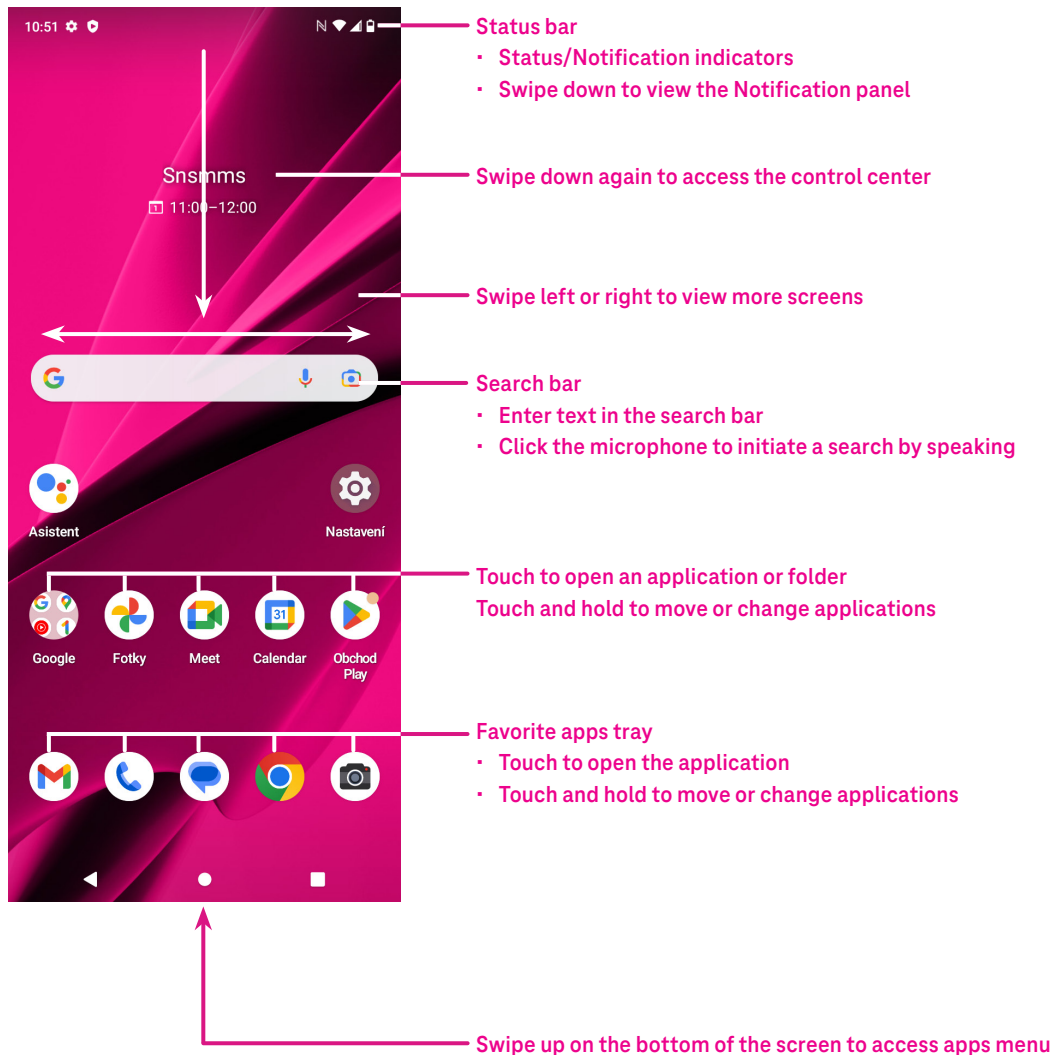 10:51
Status bar
· Status/Notification indicators
· Swipe down to view the Notification panel
Snsmms
1 11:00–12:00
Swipe down again to access the control center
Swipe left or right to view more screens
G
Search bar
· Enter text in the search bar
· Click the microphone to initiate a search by speaking
Asistent
Nastavení
Touch to open an application or folder
Touch and hold to move or change applications
G
31
1
Google
Fotky
Meet
Calendar
Obchod
Play
Favorite apps tray
· Touch to open the application
· Touch and hold to move or change applications
Swipe up on the bottom of the screen to access apps menu